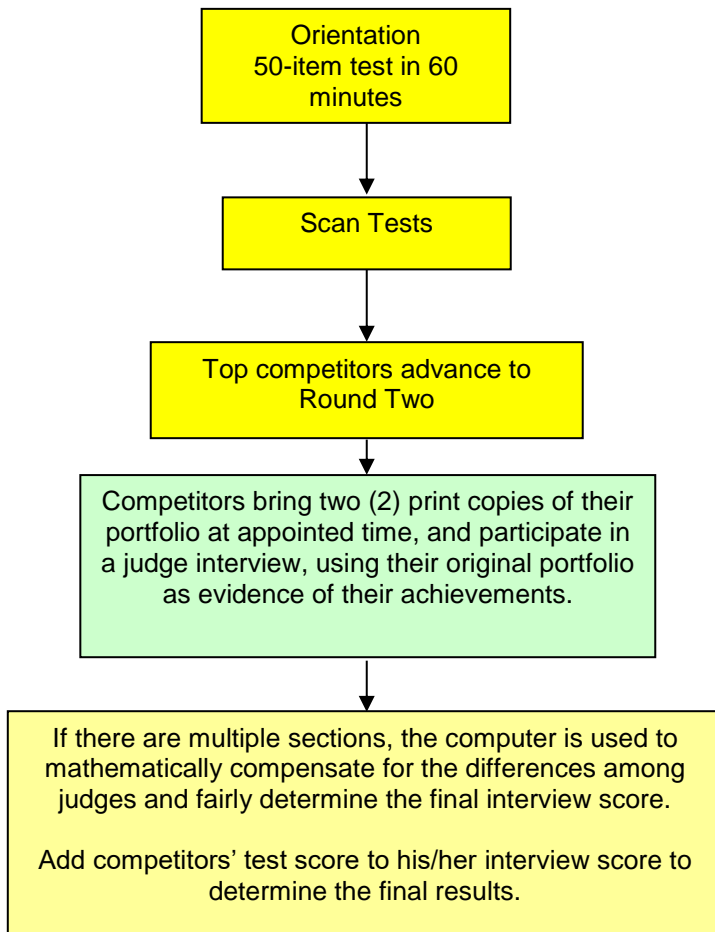 Orientation
50-item test in 60
minutes
Scan Tests
Top competitors advance to
Round Two
Competitors bring two (2) print copies of their
portfolio at appointed time, and participate in
a judge interview, using their original portfolio
as evidence of their achievements.
If there are multiple sections, the computer is used to
mathematically compensate for the differences among
judges and fairly determine the final interview score.
Add competitors’ test score to his/her interview score to
determine the final results.